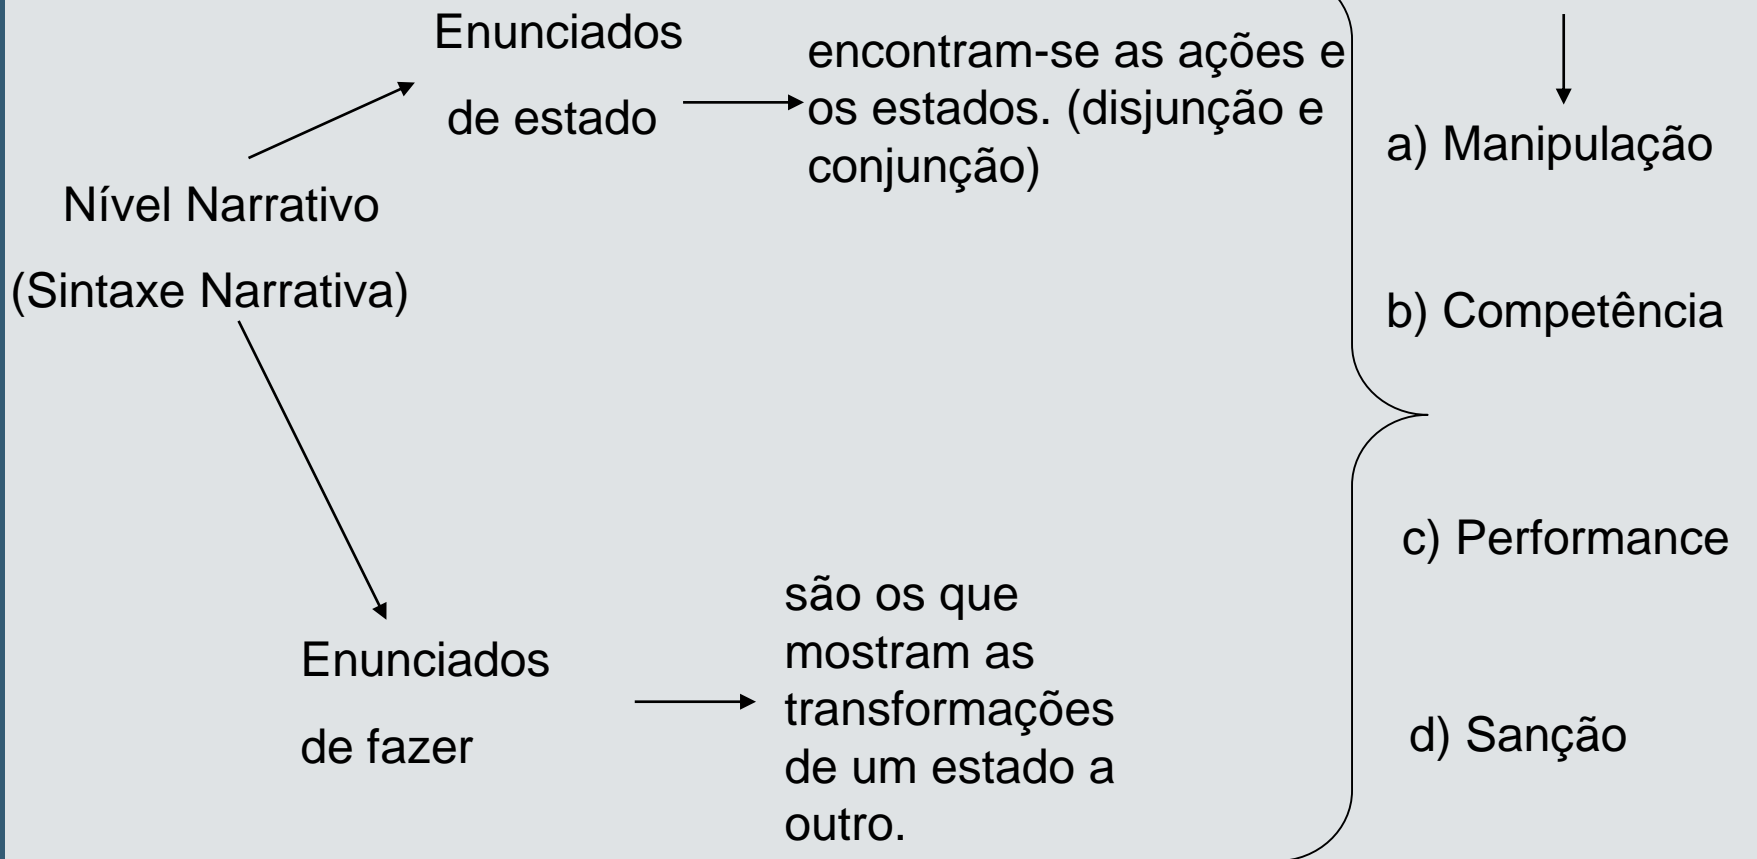 Enunciados
de estado
encontram-se as ações e
os estados. (disjunção e
conjunção)
Nível Narrativo
(Sintaxe Narrativa)
Enunciados
de fazer
são os que
mostram as
transformações
de um estado a
outro.
a) Manipulação
b) Competência
c) Performance
d) Sanção